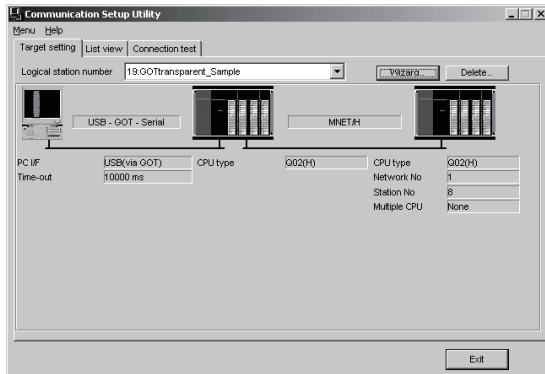 Communication Setup Utility
Menu Help
Target setting List view Connection test
Logical station number 19:GOTtransparent_Sample Wizard.. Delete..
USB - GOT - Serial MNET/H
PC I/F USB(via GOT) CPU type Q02(H) CPU type Q02(H)
Time-out 10000 ms Network No 1
Station No 8
Multiple CPU None
Exit